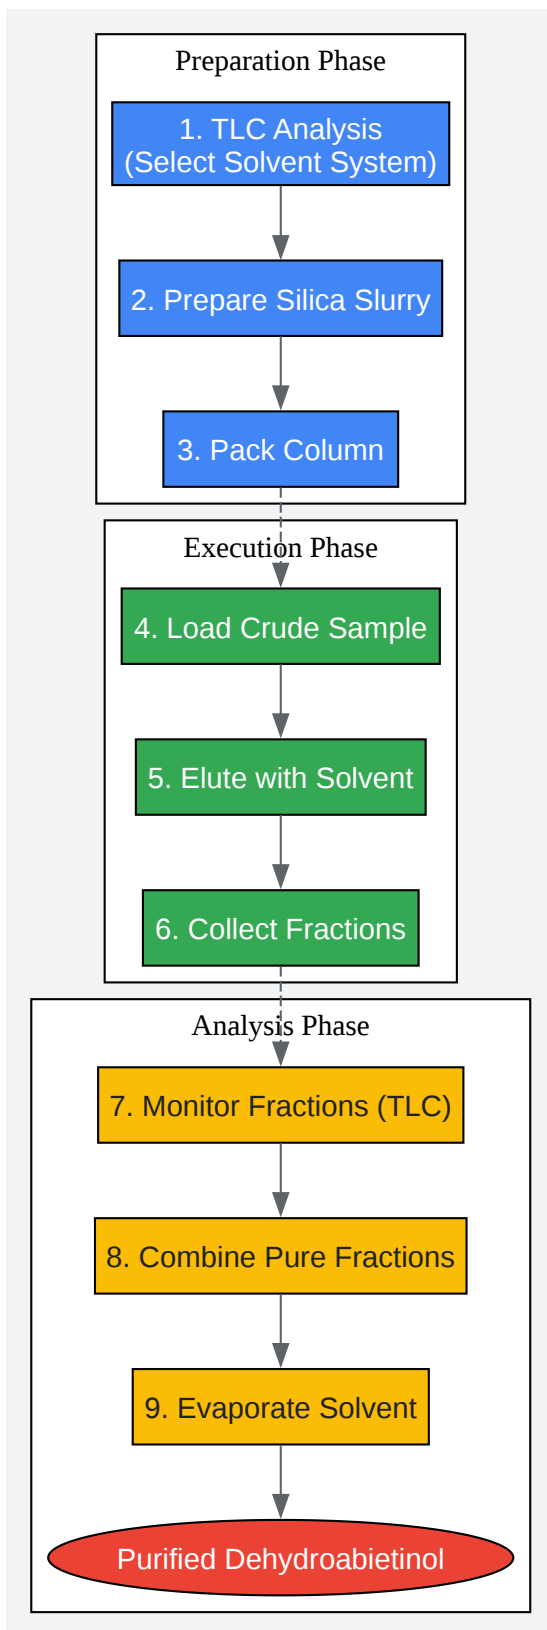 Preparation Phase
1. TLC Analysis
(Select Solvent System)
2. Prepare Silica Slurry
3. Pack Column
Execution Phase
4. Load Crude Sample
5. Elute with Solvent
6. Collect Fractions
Analysis Phase
7. Monitor Fractions (TLC)
8. Combine Pure Fractions
9. Evaporate Solvent
Purified Dehydroabietinol